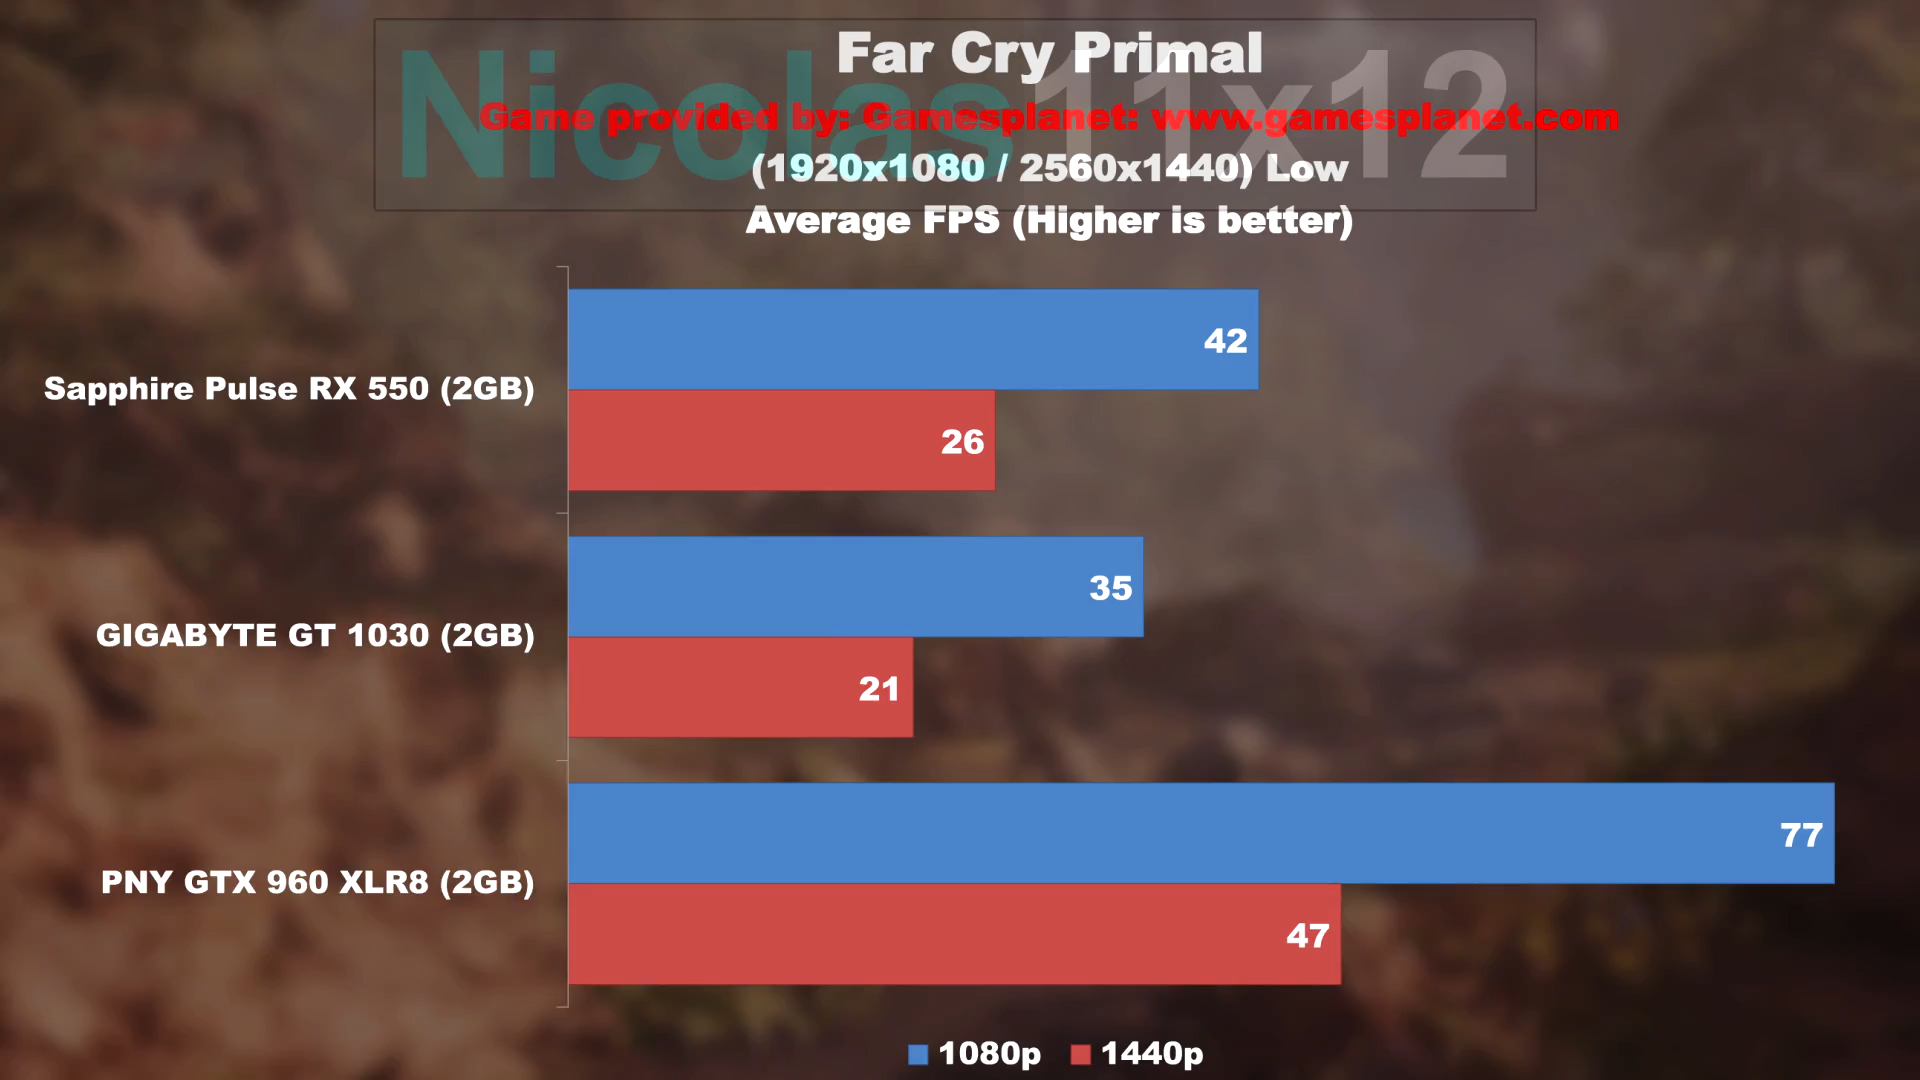 Nicolas11x12
Far Cry Primal
Game provided by: Gamesplanet: www.gamesplanet.com
(1920x1080 / 2560x1440) Low
Average FPS (Higher is better)
Sapphire Pulse RX 550 (2GB)
42
26
GIGABYTE GT 1030 (2GB)
35
21
PNY GTX 960 XLR8 (2GB)
77
47
1080p 1440p